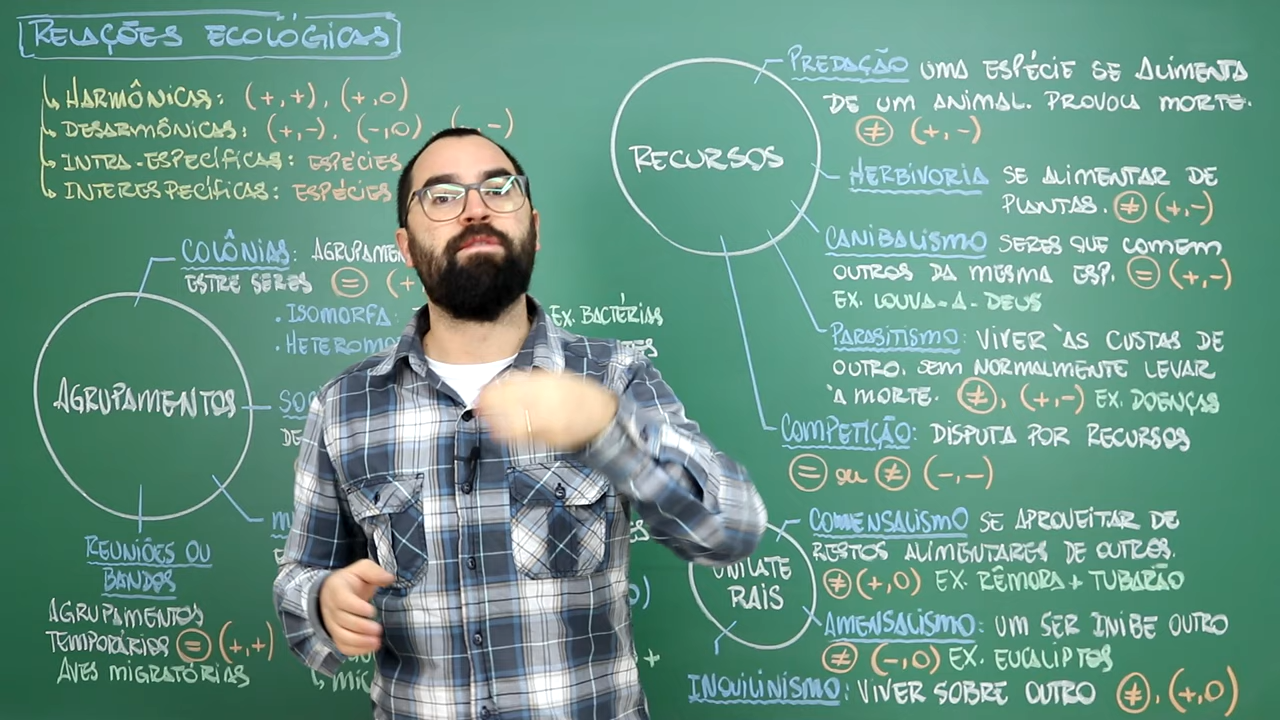 RELAÇÕES ECOLÓGICAS
HARMÔNICAS: (+,+), (+,0)
DESARMÔNICAS: (+,-), (-,0)
INTRA-ESPECÍFICAS: ESPÉCIES
INTERESPECÍFICAS: ESPÉCIES
COLÔNIAS:
ESTRE SERES (=)
. ISOMORFA: EX. BACTÉRIAS
AGRUPAMENTOS
REUNIÕES OU
BANDOS
AGRUPAMENTOS
TEMPORÁRIOS (=) (+,+)
AVES MIGRATÓRIAS
RECURSOS
PREDAÇÃO UMA ESPÉCIE SE ALIMENTA
DE UM ANIMAL. PROVOCA MORTE.
(≠) (+,-)
HERBIVORIA SE ALIMENTAR DE
PLANTAS. (≠) (+,-)
CANIBALISMO SERES QUE COMEM
OUTROS DA MESMA ESP. (=) (+,-)
EX. LOUVA-A-DEUS
PARASITISMO: VIVER ÀS CUSTAS DE
OUTRO, SEM NORMALMENTE LEVAR
À MORTE. (≠), (+,-) EX. DOENÇAS
COMPETIÇÃO: DISPUTA POR RECURSOS
(=) ou (≠) (-,-)
UNILATE
RAIS
COMENSALISMO SE APROVEITAR DE
RESTOS ALIMENTARES DE OUTROS.
(≠) (+,0) EX. RÊMORA + TUBARÃO
AMENSALISMO: UM SER INIBE OUTRO
(≠) (-,0) EX. EUCALIPTOS
INQUILINISMO: VIVER SOBRE OUTRO (≠), (+,0)